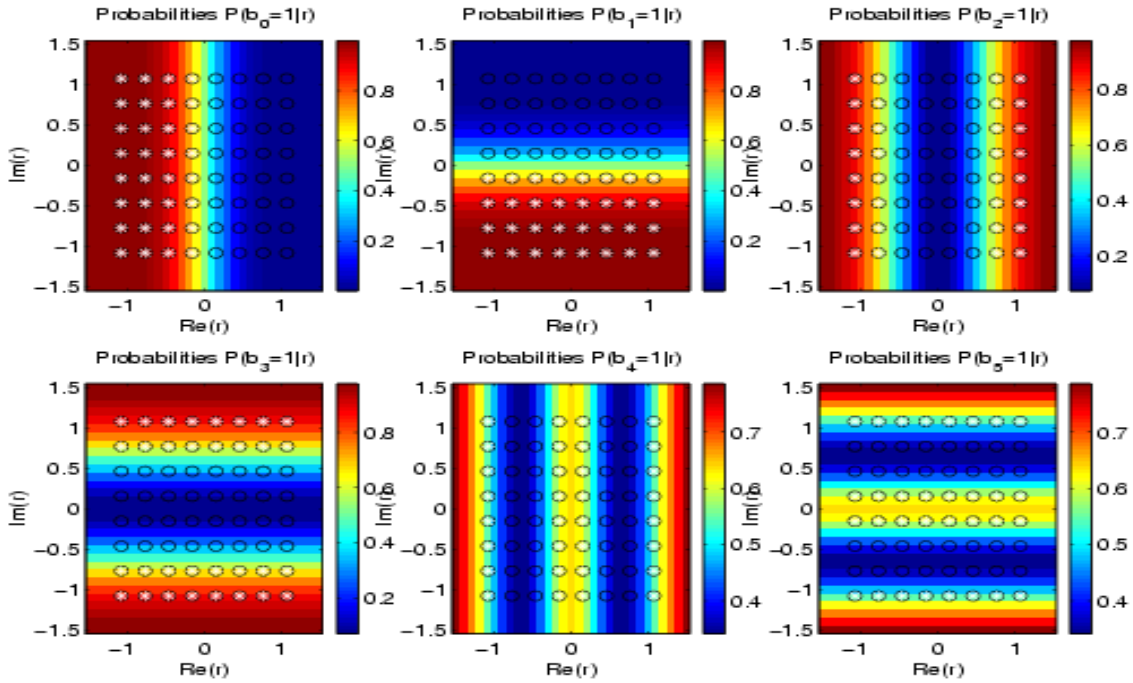 Probabilities P(b_0=1|r)
1.5
1
0.5
0
−0.5
−1
−1.5
Im(r)
−1 0 1
Re(r)
0.8
0.6
0.4
0.2
Probabilities P(b_1=1|r)
1.5
1
0.5
0
−0.5
−1
−1.5
Im(r)
−1 0 1
Re(r)
0.8
0.6
0.4
0.2
Probabilities P(b_2=1|r)
1.5
1
0.5
0
−0.5
−1
−1.5
Im(r)
−1 0 1
Re(r)
0.8
0.6
0.4
0.2
Probabilities P(b_3=1|r)
1.5
1
0.5
0
−0.5
−1
−1.5
Im(r)
−1 0 1
Re(r)
0.8
0.6
0.4
0.2
Probabilities P(b_4=1|r)
1.5
1
0.5
0
−0.5
−1
−1.5
Im(r)
−1 0 1
Re(r)
0.7
0.6
0.5
0.4
Probabilities P(b_5=1|r)
1.5
1
0.5
0
−0.5
−1
−1.5
Im(r)
−1 0 1
Re(r)
0.7
0.6
0.5
0.4